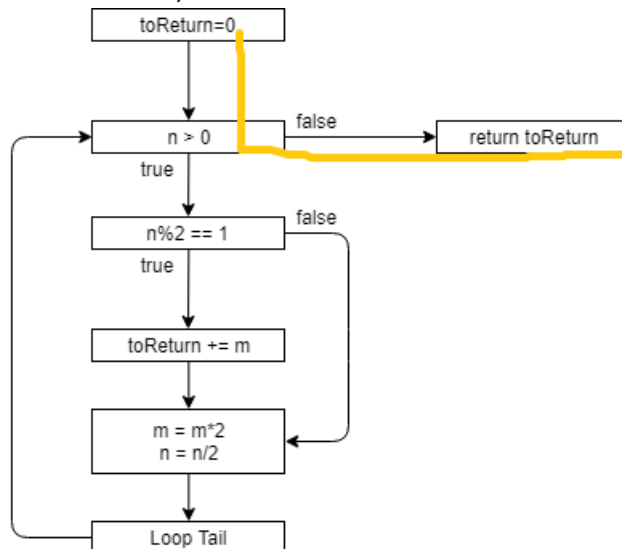 toReturn=0
n > 0
false
return toReturn
true
n%2 == 1
false
true
toReturn += m
m = m*2
n = n/2
Loop Tail